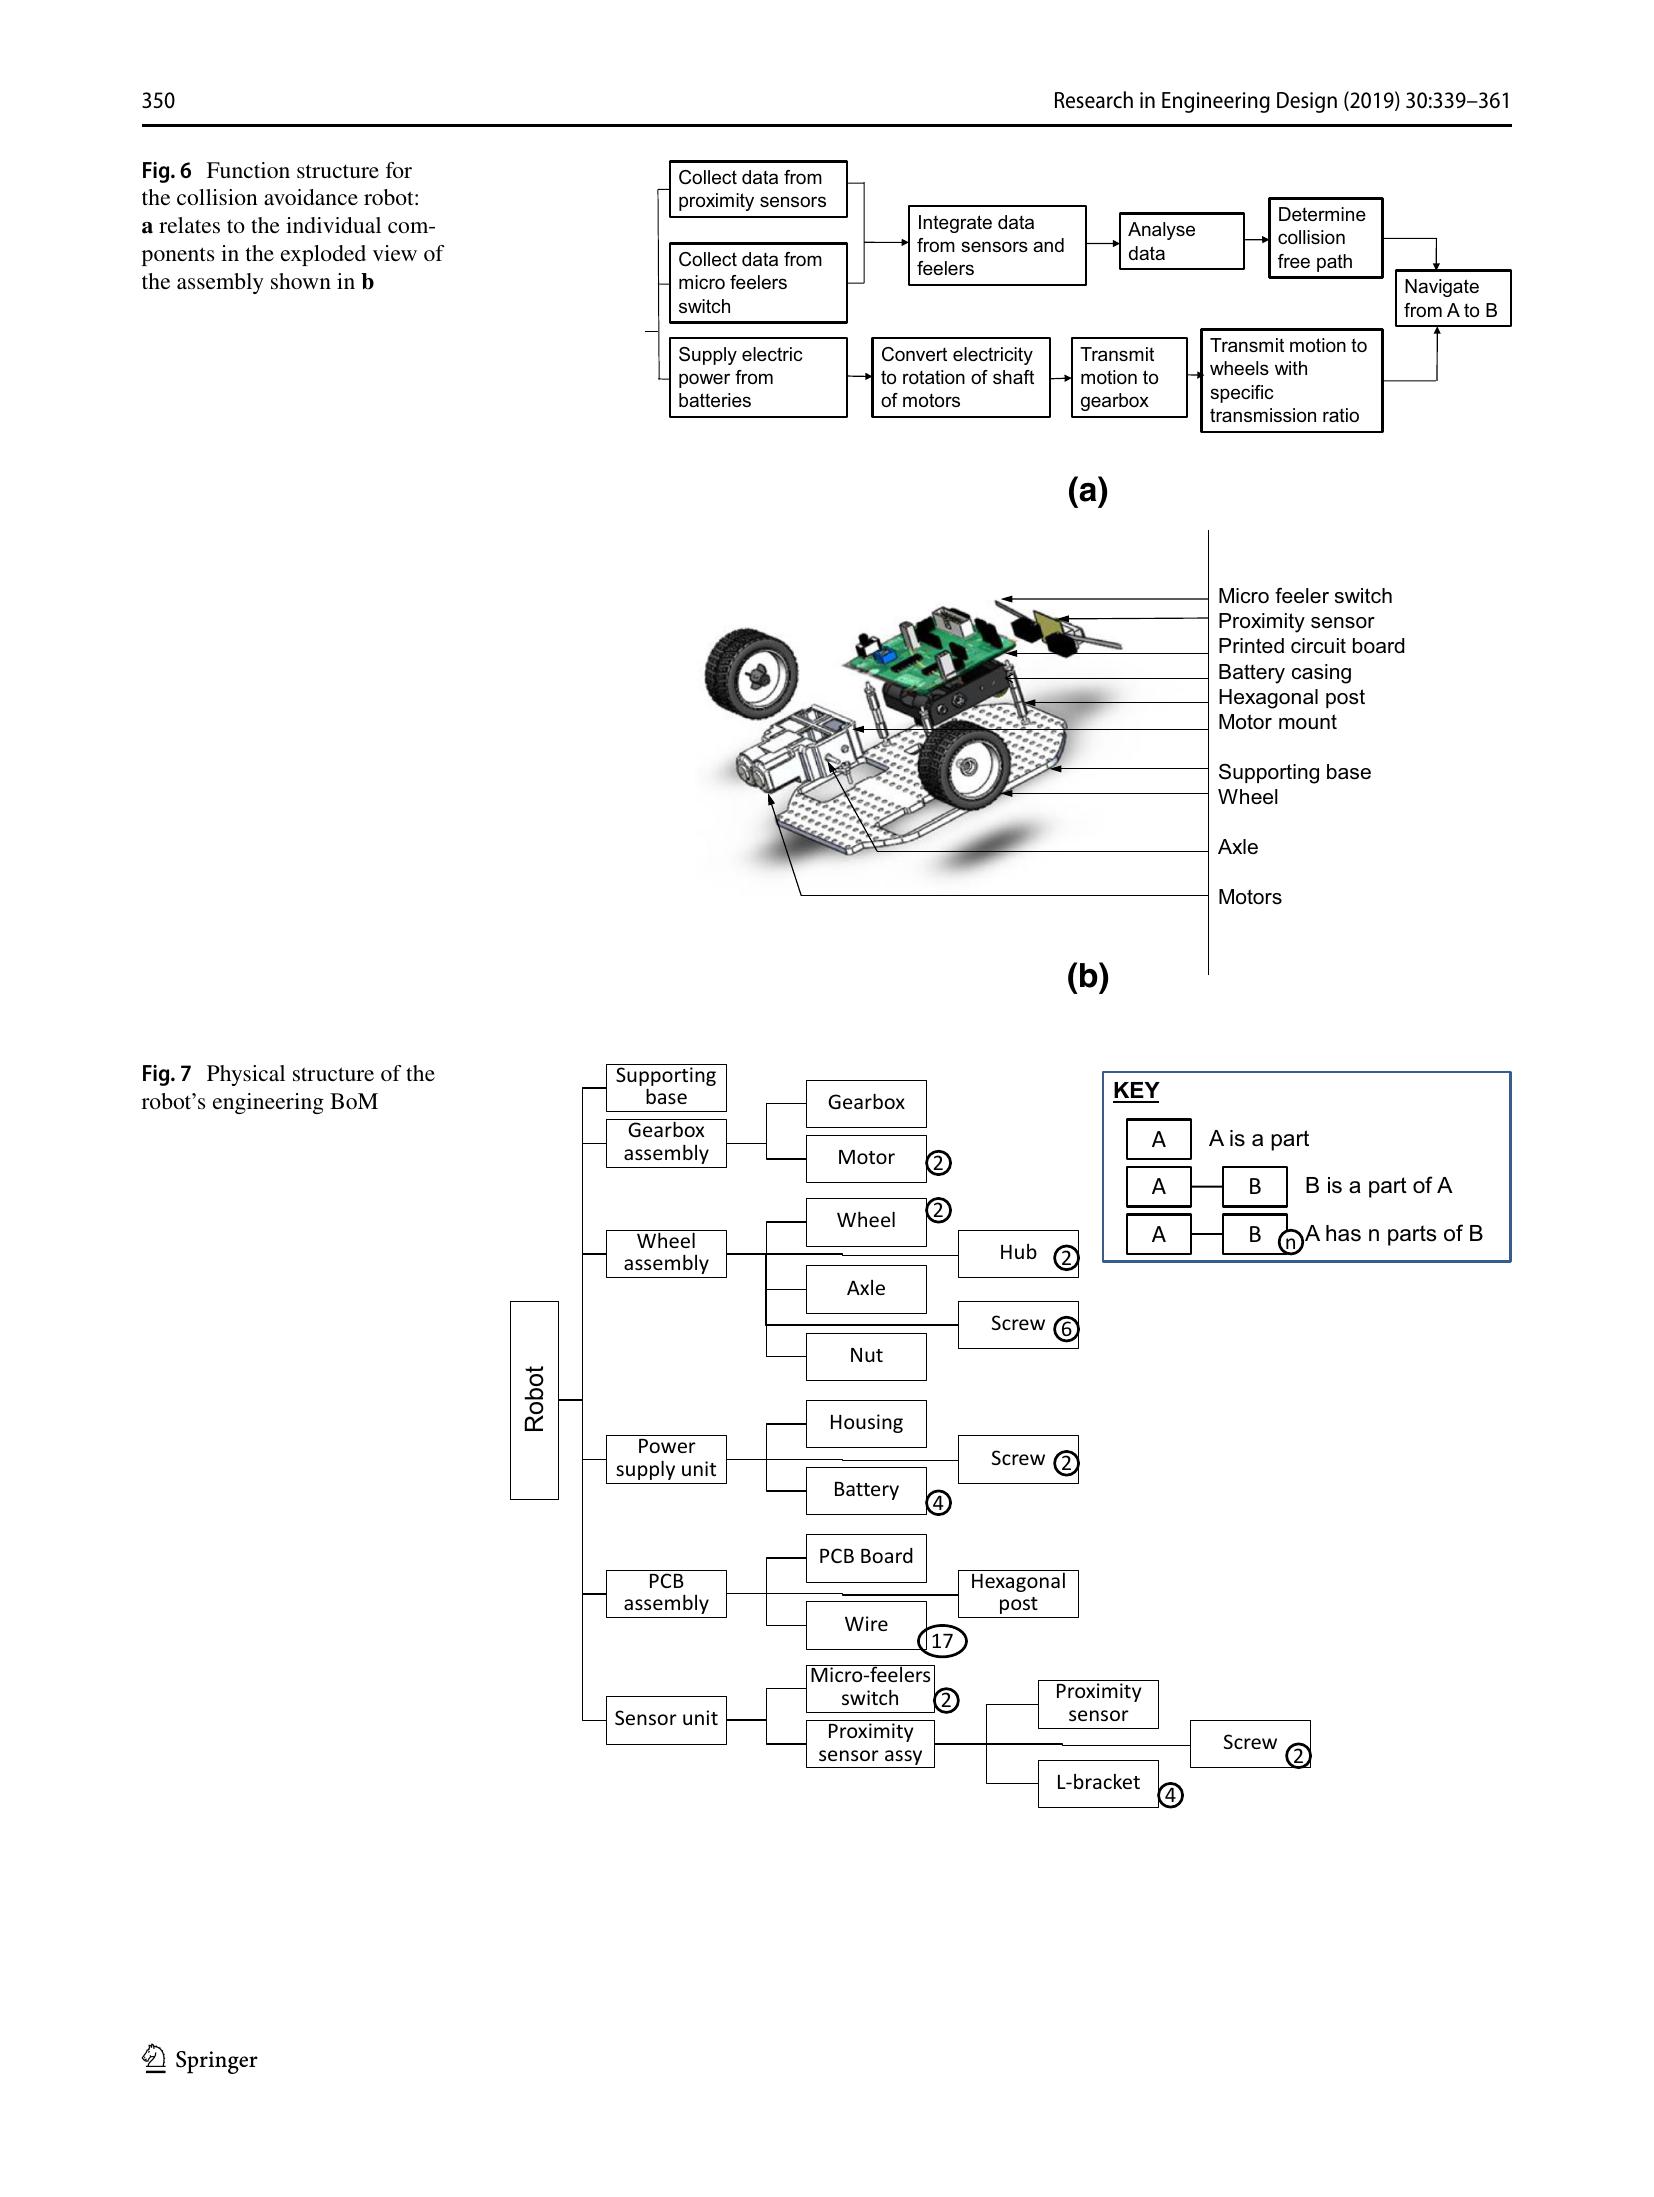 350
Research in Engineering Design (2019) 30:339–361
Fig. 6 Function structure for
the collision avoidance robot:
a relates to the individual com-
ponents in the exploded view of
the assembly shown in b
Collect data from
proximity sensors
Collect data from
micro feelers
switch
Integrate data
from sensors and
feelers
Analyse
data
Determine
collision
free path
Navigate
from A to B
Supply electric
power from
batteries
Convert electricity
to rotation of shaft
of motors
Transmit
motion to
gearbox
Transmit motion to
wheels with
specific
transmission ratio
(a)
Micro feeler switch
Proximity sensor
Printed circuit board
Battery casing
Hexagonal post
Motor mount
Supporting base
Wheel
Axle
Motors
(b)
Fig. 7 Physical structure of the
robot's engineering BoM
Robot
Supporting
base
Gearbox
assembly
Gearbox
Motor
2
Wheel
assembly
Wheel
2
Hub
2
Axle
Screw
6
Nut
Power
supply unit
Housing
Screw
2
Battery
4
PCB
assembly
PCB Board
Hexagonal
post
Wire
17
Sensor unit
Micro-feelers
switch
2
Proximity
sensor assy
Proximity
sensor
Screw
2
L-bracket
4
KEY
A
A is a part
A
B
B is a part of A
A
B
n
A has n parts of B
Springer